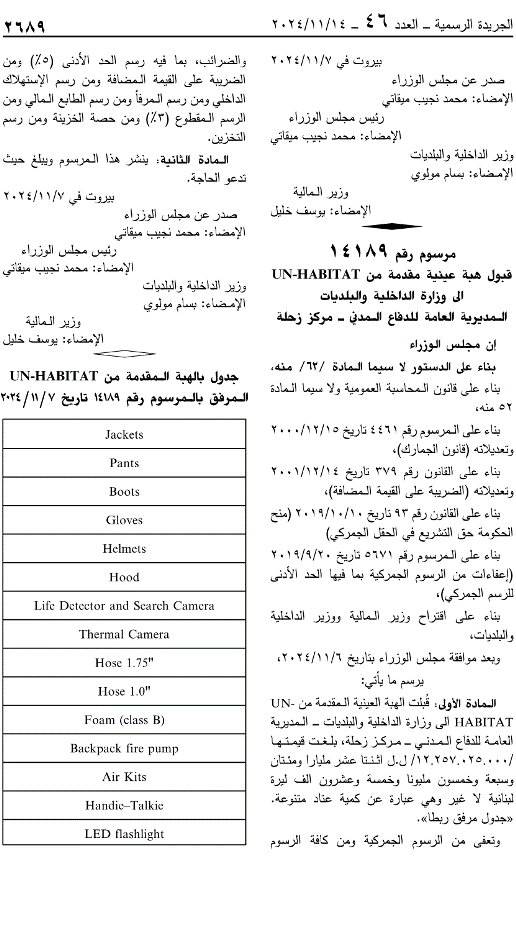 الجريدة الرسمية – العدد ٤٦ – ٢٠٢٤/١١/١٤
٢٦٨٩
بيروت في ٢٠٢٤/١١/٧
صدر عن مجلس الوزراء
الإمضاء: محمد نجيب ميقاتي
رئيس مجلس الوزراء
الإمضاء: محمد نجيب ميقاتي
وزير الداخلية والبلديات
الإمضاء: بسام مولوي
وزير المالية
الإمضاء: يوسف خليل
مرسوم رقم ١٤١٨٩
قبول هبة عينية مقدمة من UN-HABITAT
الى وزارة الداخلية والبلديات
المديرية العامة للدفاع المدني – مركز زحلة
إن مجلس الوزراء
بناء على الدستور لا سيما المادة /٦٢/ منه،
بناء على قانون المحاسبة العمومية ولا سيما المادة
٥٢ منه،
بناء على المرسوم رقم ٤٤٦١ تاريخ ٢٠٠٠/١٢/١٥
وتعديلاته (قانون الجمارك)،
بناء على القانون رقم ٣٧٩ تاريخ ٢٠٠١/١٢/١٤
وتعديلاته (الضريبة على القيمة المضافة)،
بناء على القانون رقم ٩٣ تاريخ ٢٠١٩/١٠/١٠ (منح
الحكومة حق التشريع في الحقل الجمركي)
بناء على المرسوم رقم ٥٦٧١ تاريخ ٢٠١٩/٩/٢٠
(إعفاءات من الرسوم الجمركية بما فيها الحد الأدنى
للرسم الجمركي)،
بناء على اقتراح وزير المالية ووزير الداخلية
والبلديات،
وبعد موافقة مجلس الوزراء بتاريخ ٢٠٢٤/١١/٦،
يرسم ما يأتي:
المادة الأولى: قُبلت الهبة العينية المقدمة من UN-
HABITAT الى وزارة الداخلية والبلديات – المديرية
العامة للدفاع المدني – مركز زحلة، بلغت قيمتها
/١٢.٢٥٧.٠٢٥.٠٠٠/ ل.ل اثنتا عشر مليارا ومئتان
وسبعة وخمسون مليونا وخمسة وعشرون الف ليرة
لبنانية لا غير وهي عبارة عن كمية عتاد متنوعة.
«جدول مرفق ربطا».
وتعفى من الرسوم الجمركية ومن كافة الرسوم
والضرائب، بما فيه رسم الحد الأدنى (٥٪) ومن
الضريبة على القيمة المضافة ومن رسم الإستهلاك
الداخلي ومن رسم المرفأ ومن رسم الطابع المالي ومن
الرسم المقطوع (٣٪) ومن حصة الخزينة ومن رسم
التخزين.
المادة الثانية: ينشر هذا المرسوم ويبلغ حيث
تدعو الحاجة.
بيروت في ٢٠٢٤/١١/٧
صدر عن مجلس الوزراء
الإمضاء: محمد نجيب ميقاتي
رئيس مجلس الوزراء
الإمضاء: محمد نجيب ميقاتي
وزير الداخلية والبلديات
الإمضاء: بسام مولوي
وزير المالية
الإمضاء: يوسف خليل
جدول بالهبة المقدمة من UN-HABITAT
المرفق بالمرسوم رقم ١٤١٨٩ تاريخ ٢٠٢٤/١١/٧
Jackets
Pants
Boots
Gloves
Helmets
Hood
Life Detector and Search Camera
Thermal Camera
Hose 1.75"
Hose 1.0"
Foam (class B)
Backpack fire pump
Air Kits
Handie–Talkie
LED flashlight